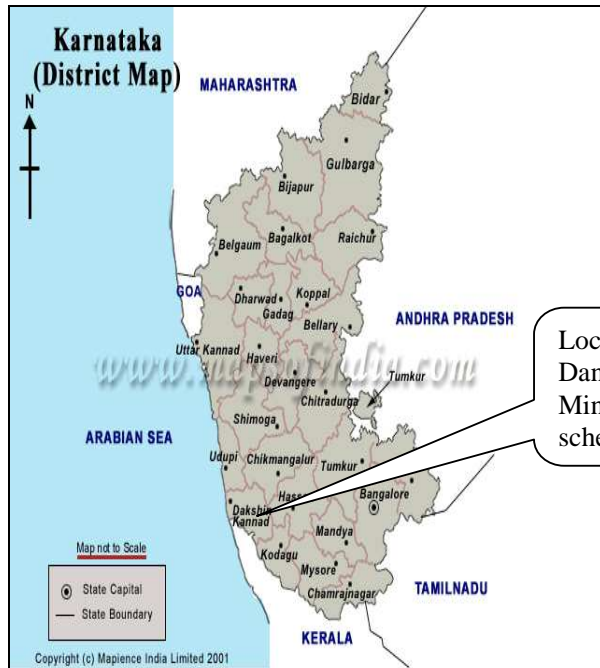 Karnataka
(District Map)
N
MAHARASHTRA
Bidar
Gulbarga
Bijapur
Bagalkot
Raichur
Belgaum
GOA
Dharwad
Koppal
Gadag
Bellary
ANDHRA PRADESH
Uttar Kannad
Haveri
www.mapsofindia.com
Devangere
Tumkur
Chitradurga
Shimoga
ARABIAN SEA
Udupi
Chikmangalur
Tumkur
Bangalore
Dakshin
Kannad
Mandya
Kodagu
Mysore
Chamrajnagar
TAMILNADU
KERALA
Map not to Scale
State Capital
State Boundary
Copyright (c) Mapience India Limited 2001